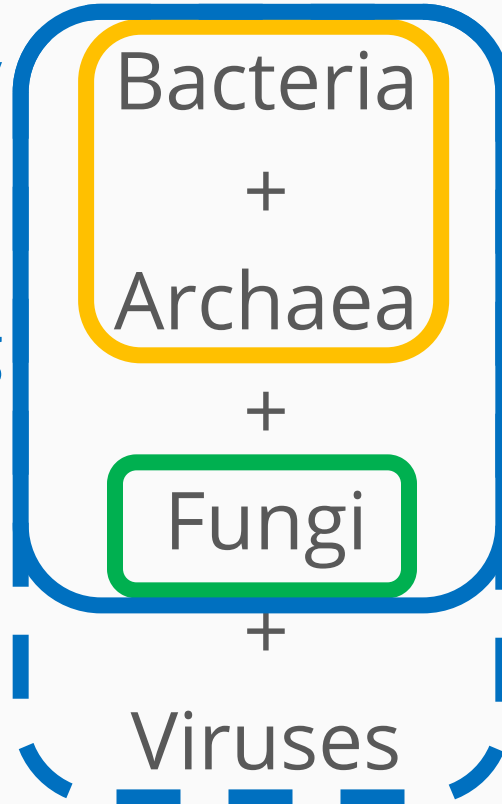 Bacteria
+
Archaea
+
Fungi
+
Viruses